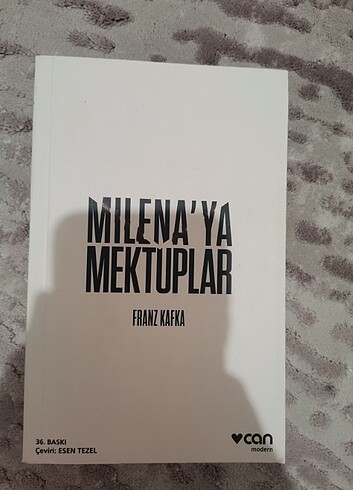 MILENA'YA
MEKTUPLAR
FRANZ KAFKA
36. BASKI
Çeviri: ESEN TEZEL
can
modern